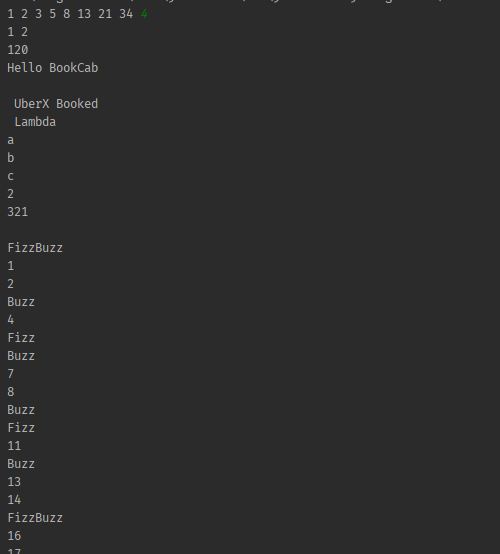 1 2 3 5 8 13 21 34 4
1 2
120
Hello BookCab
UberX Booked
Lambda
a
b
c
2
321
FizzBuzz
1
2
Buzz
4
Fizz
Buzz
7
8
Buzz
Fizz
11
Buzz
13
14
FizzBuzz
16
17